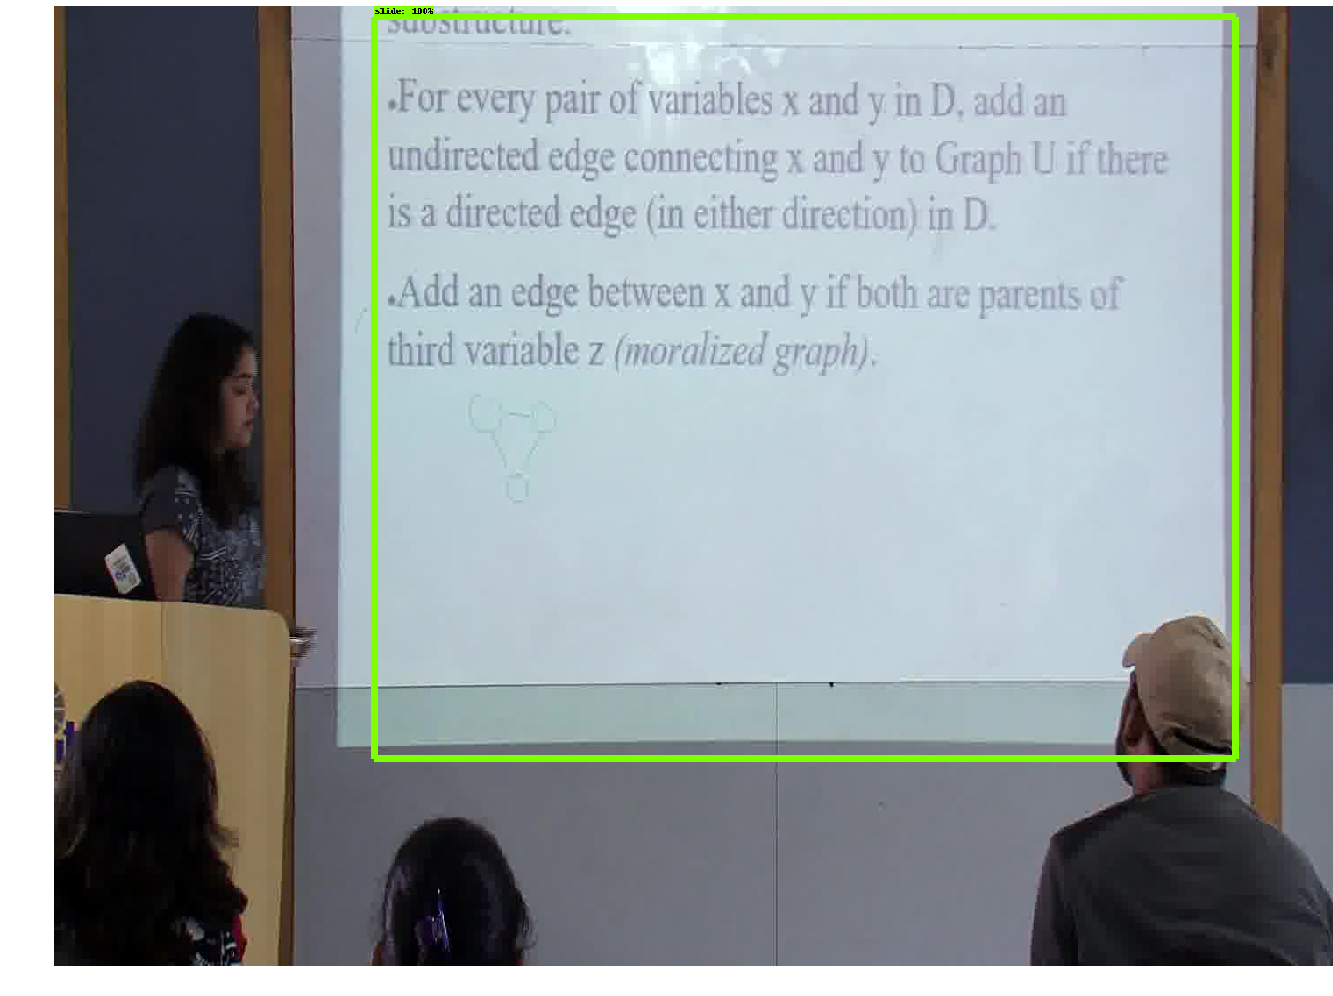 slide: 100%
substructure.
•For every pair of variables x and y in D, add an
undirected edge connecting x and y to Graph U if there
is a directed edge (in either direction) in D.
•Add an edge between x and y if both are parents of
third variable z (moralized graph).